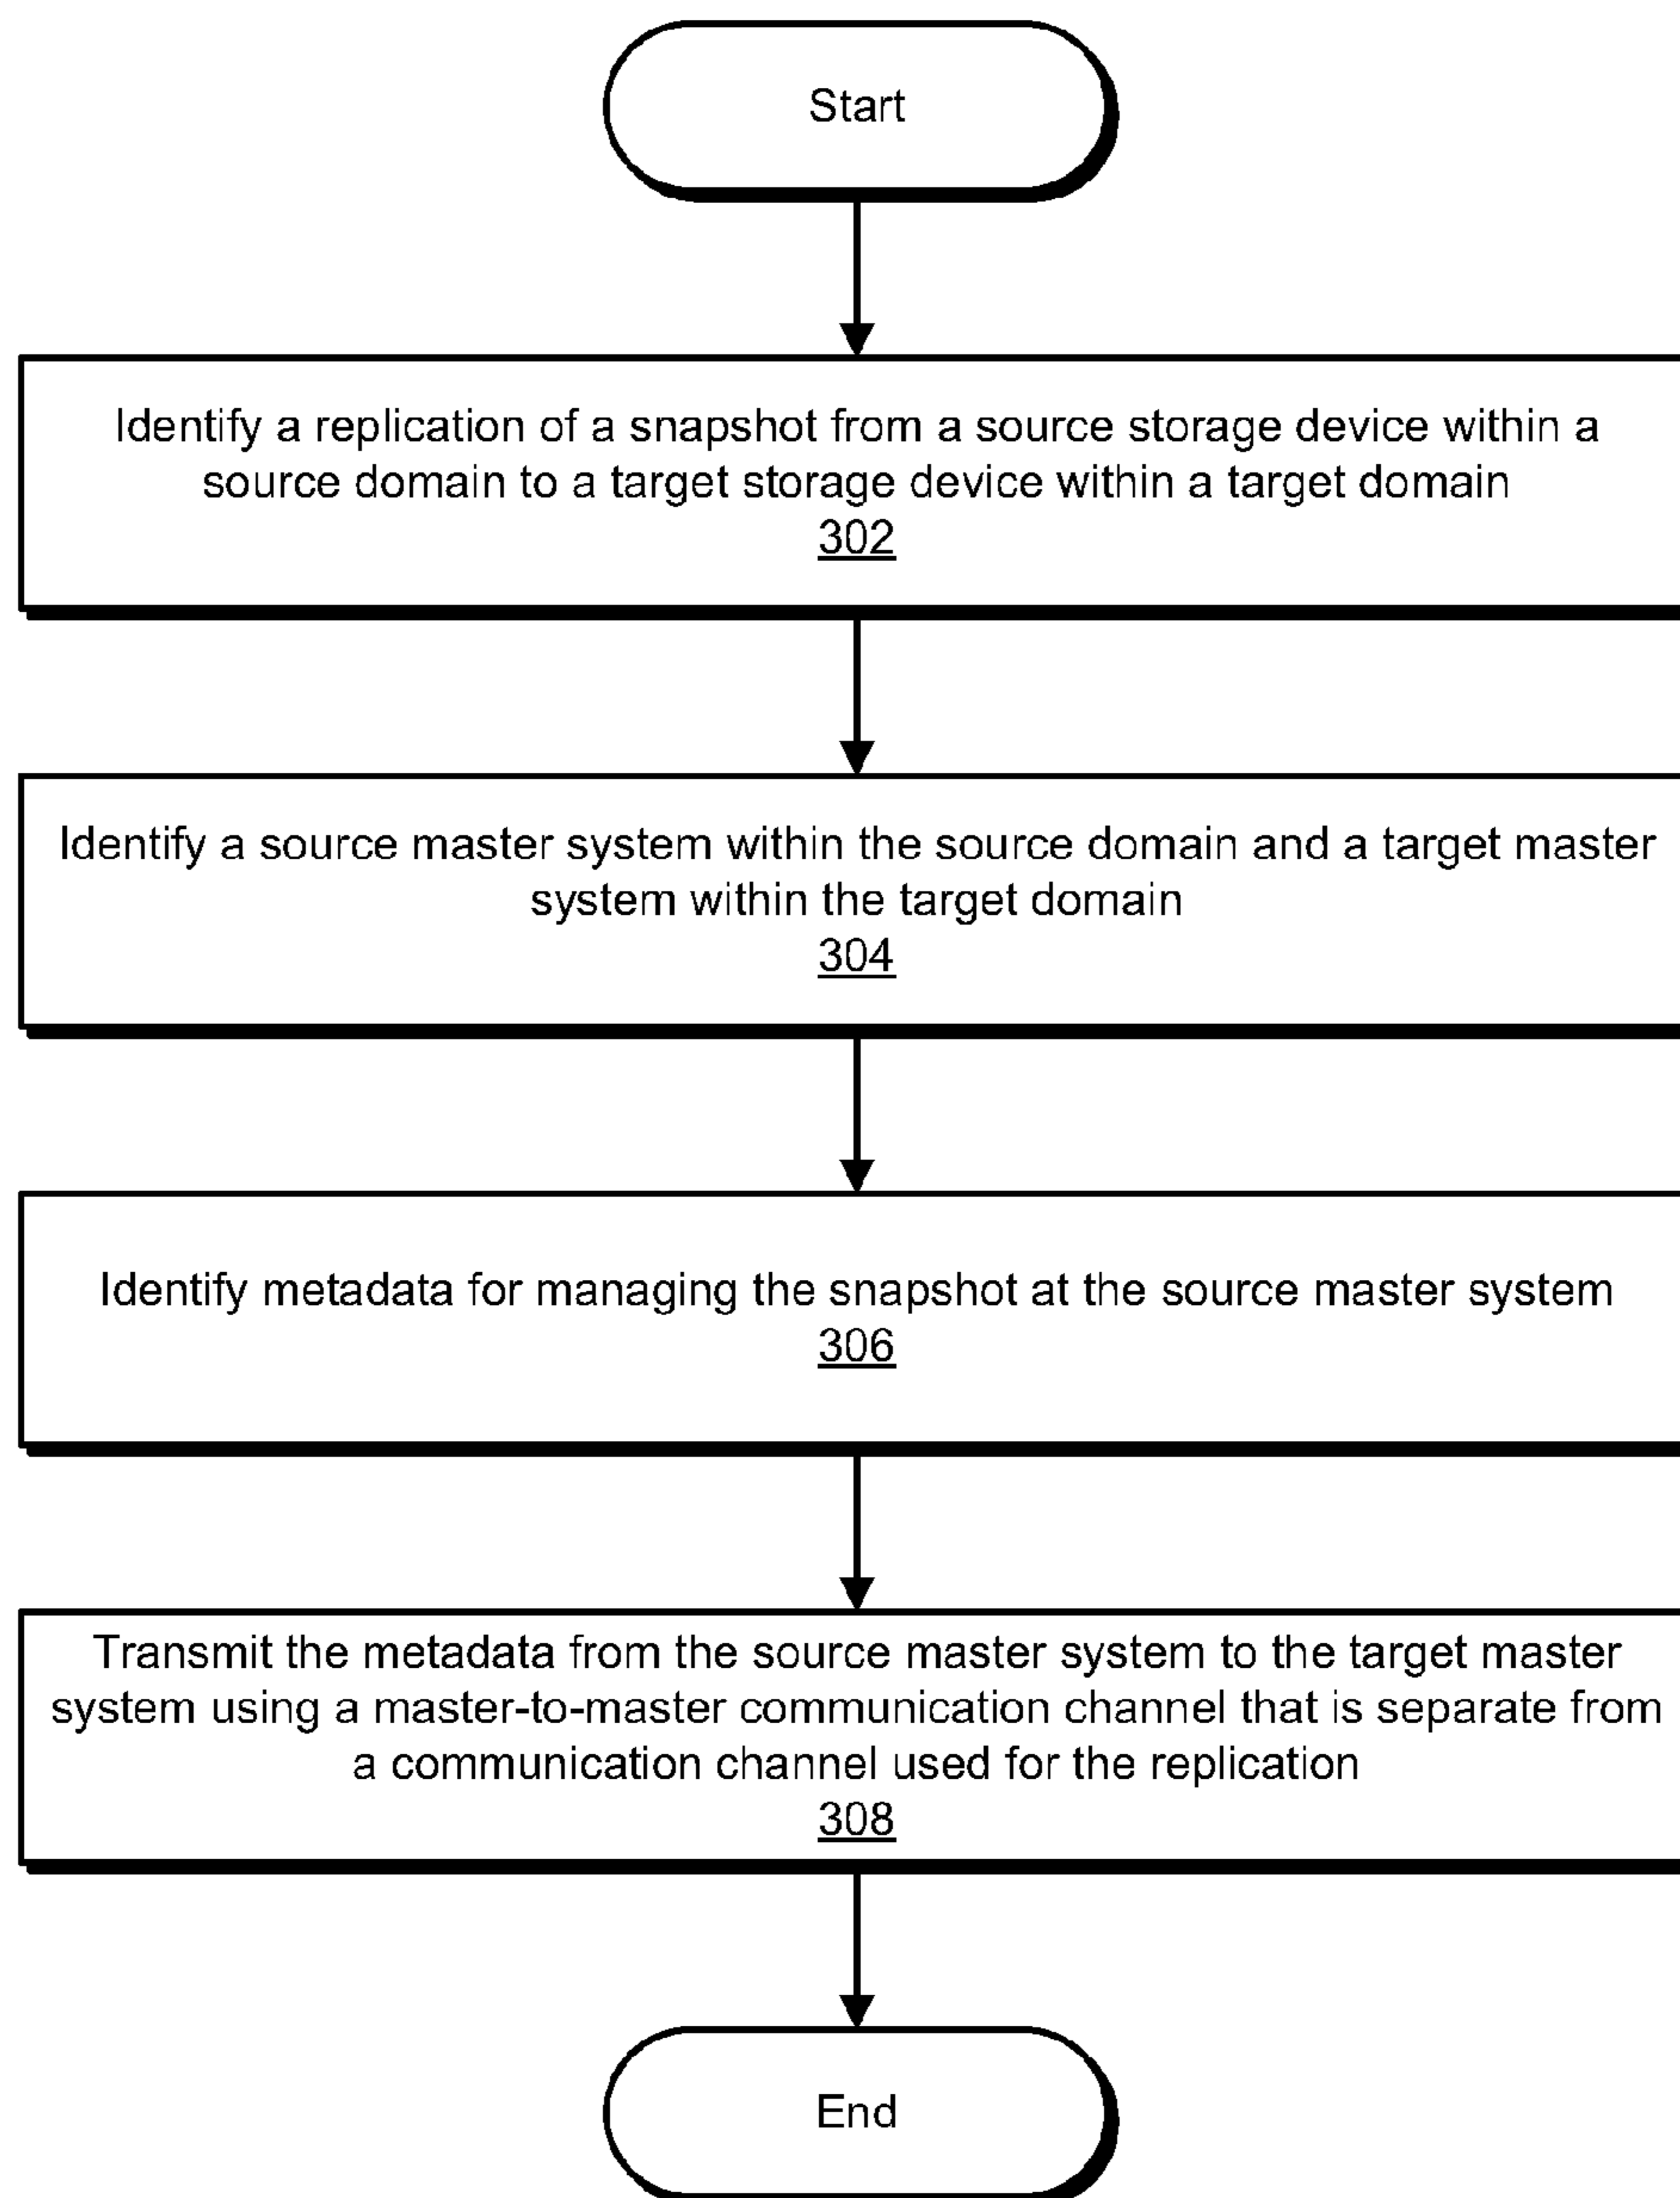 Start
Identify a replication of a snapshot from a source storage device within a
source domain to a target storage device within a target domain
302
Identify a source master system within the source domain and a target master
system within the target domain
304
Identify metadata for managing the snapshot at the source master system
306
Transmit the metadata from the source master system to the target master
system using a master-to-master communication channel that is separate from
a communication channel used for the replication
308
End